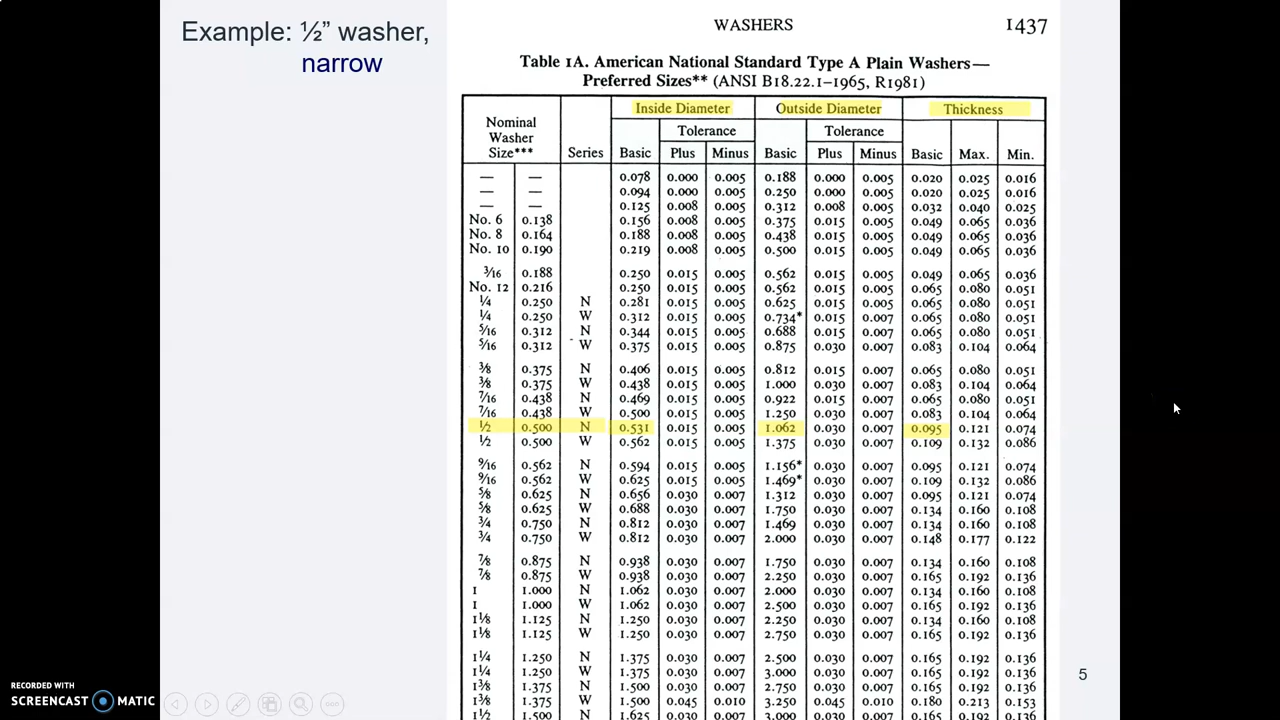 Example: ½” washer,
narrow
WASHERS 1437
Table 1A. American National Standard Type A Plain Washers—
Preferred Sizes** (ANSI B18.22.1–1965, R1981)
Inside Diameter Outside Diameter Thickness
Nominal
Washer
Size***
Tolerance Tolerance
Series Basic Plus Minus Basic Plus Minus Basic Max. Min.
— — 0.078 0.000 0.005 0.188 0.000 0.005 0.020 0.025 0.016
— — 0.094 0.000 0.005 0.250 0.000 0.005 0.020 0.025 0.016
— — 0.125 0.008 0.005 0.312 0.008 0.005 0.032 0.040 0.025
No. 6 0.138 0.156 0.008 0.005 0.375 0.015 0.005 0.049 0.065 0.036
No. 8 0.164 0.188 0.008 0.005 0.438 0.015 0.005 0.049 0.065 0.036
No. 10 0.190 0.219 0.008 0.005 0.500 0.015 0.005 0.049 0.065 0.036
3/16 0.188 0.250 0.015 0.005 0.562 0.015 0.005 0.049 0.065 0.036
No. 12 0.216 0.250 0.015 0.005 0.562 0.015 0.005 0.065 0.080 0.051
¼ 0.250 N 0.281 0.015 0.005 0.625 0.015 0.005 0.065 0.080 0.051
¼ 0.250 W 0.312 0.015 0.005 0.734* 0.015 0.007 0.065 0.080 0.051
5/16 0.312 N 0.344 0.015 0.005 0.688 0.015 0.007 0.065 0.080 0.051
5/16 0.312 W 0.375 0.015 0.005 0.875 0.030 0.007 0.083 0.104 0.064
⅜ 0.375 N 0.406 0.015 0.005 0.812 0.015 0.007 0.065 0.080 0.051
⅜ 0.375 W 0.438 0.015 0.005 1.000 0.030 0.007 0.083 0.104 0.064
7/16 0.438 N 0.469 0.015 0.005 0.922 0.015 0.007 0.065 0.080 0.051
7/16 0.438 W 0.500 0.015 0.005 1.250 0.030 0.007 0.083 0.104 0.064
½ 0.500 N 0.531 0.015 0.005 1.062 0.030 0.007 0.095 0.121 0.074
½ 0.500 W 0.562 0.015 0.005 1.375 0.030 0.007 0.109 0.132 0.086
9/16 0.562 N 0.594 0.015 0.005 1.156* 0.030 0.007 0.095 0.121 0.074
9/16 0.562 W 0.625 0.015 0.005 1.469* 0.030 0.007 0.109 0.132 0.086
⅝ 0.625 N 0.656 0.030 0.007 1.312 0.030 0.007 0.095 0.121 0.074
⅝ 0.625 W 0.688 0.030 0.007 1.750 0.030 0.007 0.134 0.160 0.108
¾ 0.750 N 0.812 0.030 0.007 1.469 0.030 0.007 0.134 0.160 0.108
¾ 0.750 W 0.812 0.030 0.007 2.000 0.030 0.007 0.148 0.177 0.122
⅞ 0.875 N 0.938 0.030 0.007 1.750 0.030 0.007 0.134 0.160 0.108
⅞ 0.875 W 0.938 0.030 0.007 2.250 0.030 0.007 0.165 0.192 0.136
1 1.000 N 1.062 0.030 0.007 2.000 0.030 0.007 0.134 0.160 0.108
1 1.000 W 1.062 0.030 0.007 2.500 0.030 0.007 0.165 0.192 0.136
1⅛ 1.125 N 1.250 0.030 0.007 2.250 0.030 0.007 0.134 0.160 0.108
1⅛ 1.125 W 1.250 0.030 0.007 2.750 0.030 0.007 0.165 0.192 0.136
1¼ 1.250 N 1.375 0.030 0.007 2.500 0.030 0.007 0.165 0.192 0.136
1¼ 1.250 W 1.375 0.030 0.007 3.000 0.030 0.007 0.165 0.192 0.136
1⅜ 1.375 N 1.500 0.030 0.007 2.750 0.030 0.007 0.165 0.192 0.136
1⅜ 1.375 W 1.500 0.045 0.010 3.250 0.045 0.010 0.180 0.213 0.153
1½ 1.500 N 1.625 0.030 0.007 3.000 0.030 0.007 0.165 0.192 0.136
5
RECORDED WITH
SCREENCAST MATIC